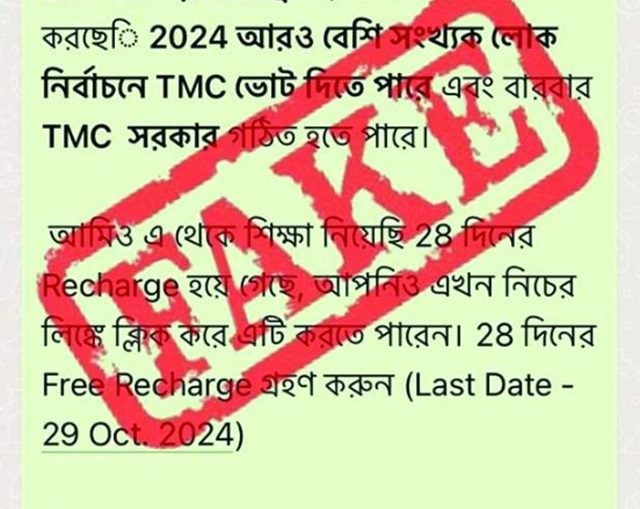 করছেি 2024 আরও বেশি সংখ্যক লোক
নির্বাচনে TMC ভোট দিতে পারে এবং বারবার
TMC সরকার গঠিত হতে পারে।
আমিও এ থেকে শিক্ষা নিয়েছি 28 দিনের
Recharge হয়ে গেছে, আপনিও এখন নিচের
লিঙ্কে ক্লিক করে এটি করতে পারেন। 28 দিনের
Free Recharge গ্রহণ করুন (Last Date -
29 Oct. 2024)
FAKE